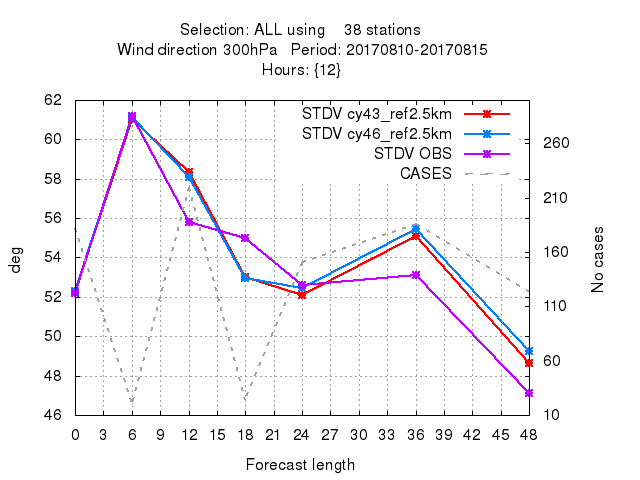 Selection: ALL using    38 stations
Wind direction 300hPa   Period: 20170810-20170815
Hours: {12}
STDV cy43_ref2.5km
STDV cy46_ref2.5km
STDV OBS
CASES
62
60
58
56
54
52
50
48
46
deg
260
210
160
110
60
10
No cases
0 3 6 9 12 15 18 21 24 27 30 33 36 39 42 45 48
Forecast length